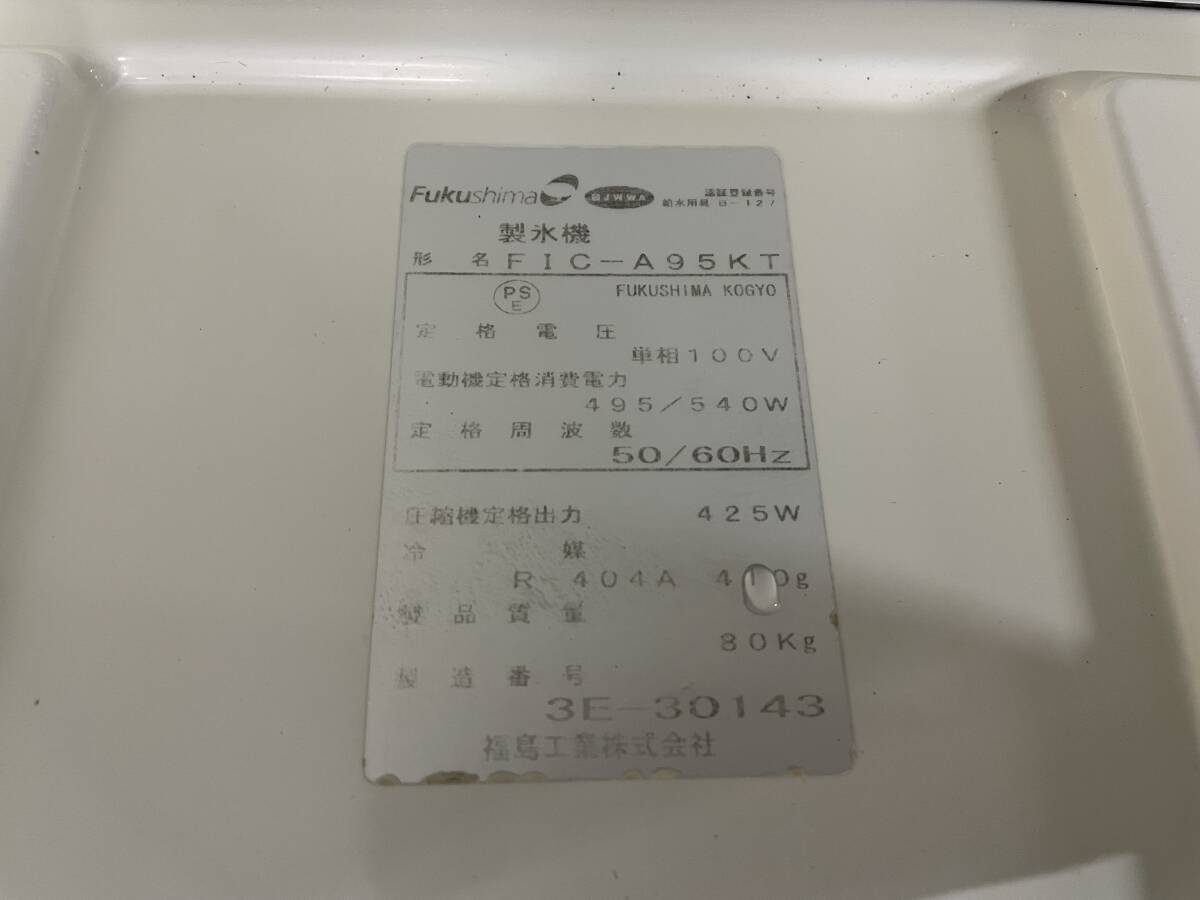 Fukushima JWWA 認証登録番号
給水用具 B-127
製氷機
形名 FIC-A95KT
PSE FUKUSHIMA KOGYO
定格電圧
単相100V
電動機定格消費電力
495/540W
定格周波数
50/60Hz
圧縮機定格出力 425W
冷媒
R-404A g
製品質量
80Kg
製造番号
3E-30143
福島工業株式会社